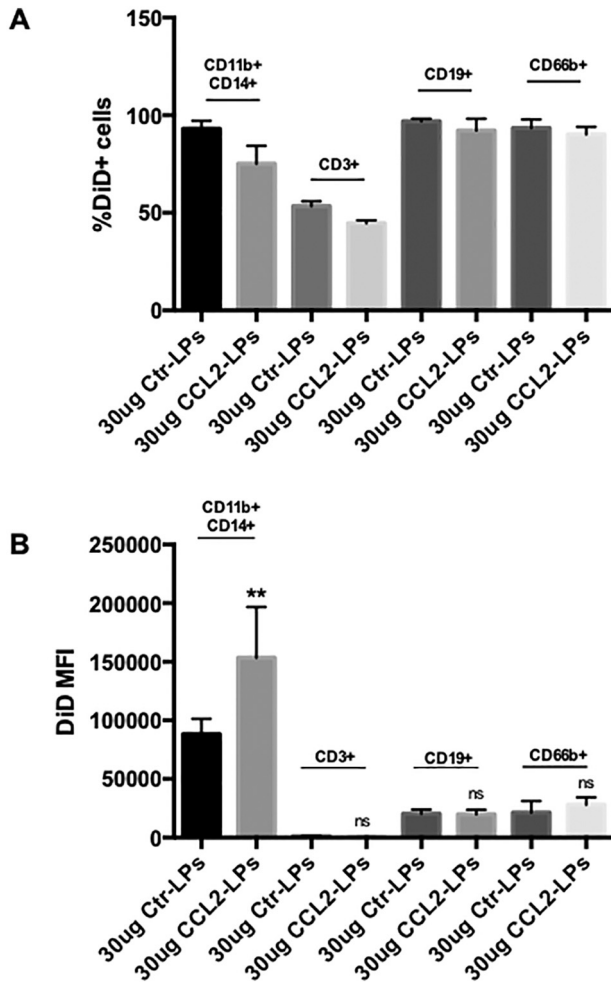 A
150
100
50
0
%DiD+ cells
CD11b+
CD14+
CD3+
CD19+
CD66b+
30ug Ctr-LPs
30ug CCL2-LPs
30ug Ctr-LPs
30ug CCL2-LPs
30ug Ctr-LPs
30ug CCL2-LPs
30ug Ctr-LPs
30ug CCL2-LPs
B
250000
200000
150000
100000
50000
0
DiD MFI
CD11b+
CD14+
**
CD3+
ns
CD19+
ns
CD66b+
ns
30ug Ctr-LPs
30ug CCL2-LPs
30ug Ctr-LPs
30ug CCL2-LPs
30ug Ctr-LPs
30ug CCL2-LPs
30ug Ctr-LPs
30ug CCL2-LPs